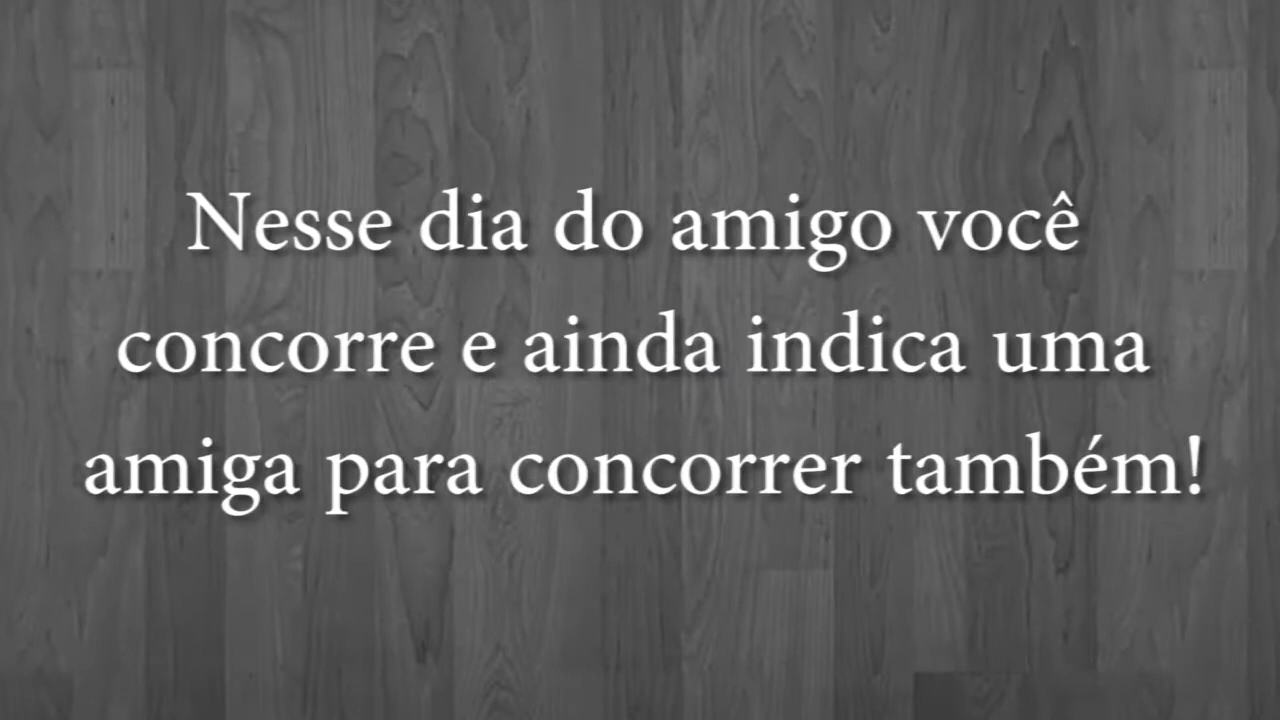 Nesse dia do amigo você
concorre e ainda indica uma
amiga para concorrer também!